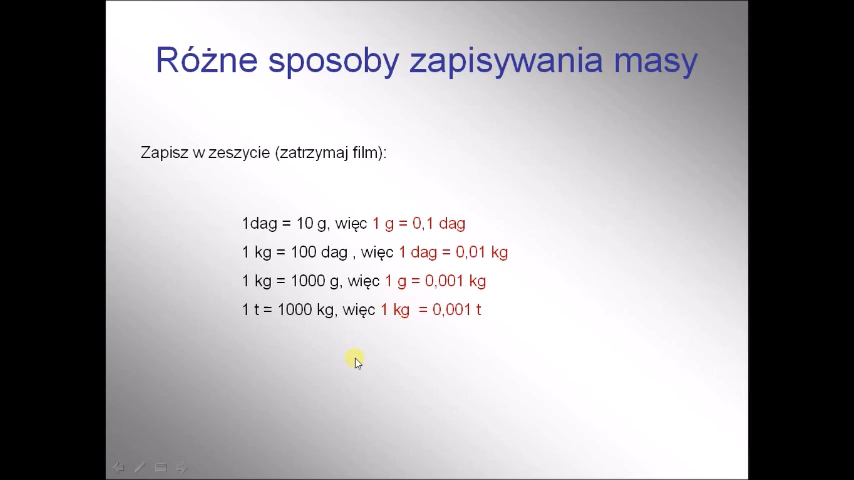 Różne sposoby zapisywania masy
Zapisz w zeszycie (zatrzymaj film):
1dag = 10 g, więc 1 g = 0,1 dag
1 kg = 100 dag , więc 1 dag = 0,01 kg
1 kg = 1000 g, więc 1 g = 0,001 kg
1 t = 1000 kg, więc 1 kg = 0,001 t